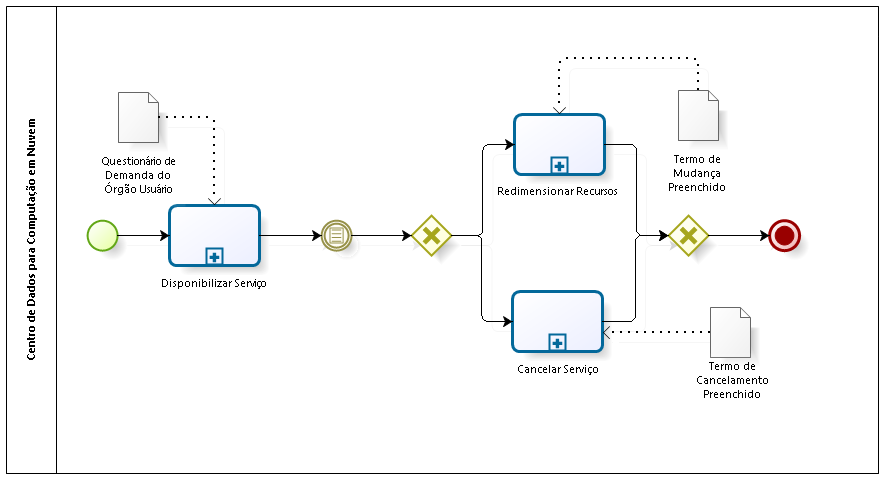 Centro de Dados para Computação em Nuvem
Questionário de
Demanda do
Órgão Usuário
Disponibilizar Serviço
Redimensionar Recursos
Termo de
Mudança
Preenchido
Cancelar Serviço
Termo de
Cancelamento
Preenchido